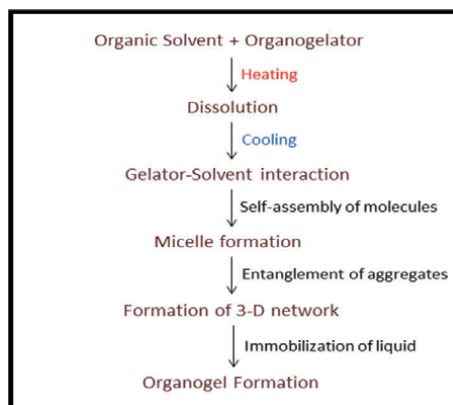 Organic Solvent + Organogelator
Heating
Dissolution
Cooling
Gelator-Solvent interaction
Self-assembly of molecules
Micelle formation
Entanglement of aggregates
Formation of 3-D network
Immobilization of liquid
Organogel Formation